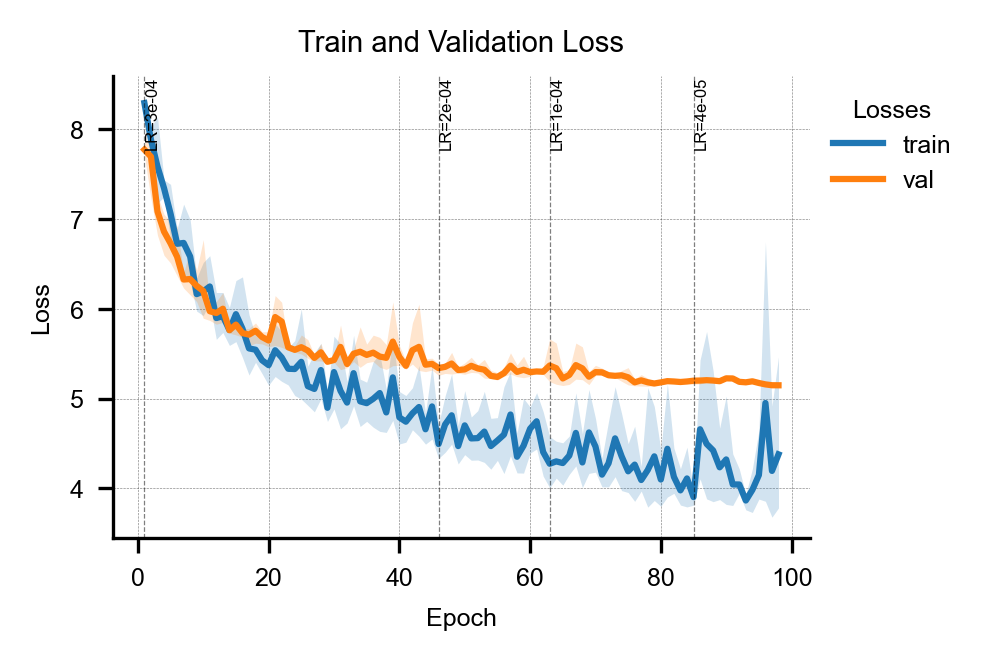 Train and Validation Loss
LR=3e-04
LR=2e-04
LR=1e-04
LR=4e-05
Losses
train
val
8
7
6
5
4
Loss
0 20 40 60 80 100
Epoch